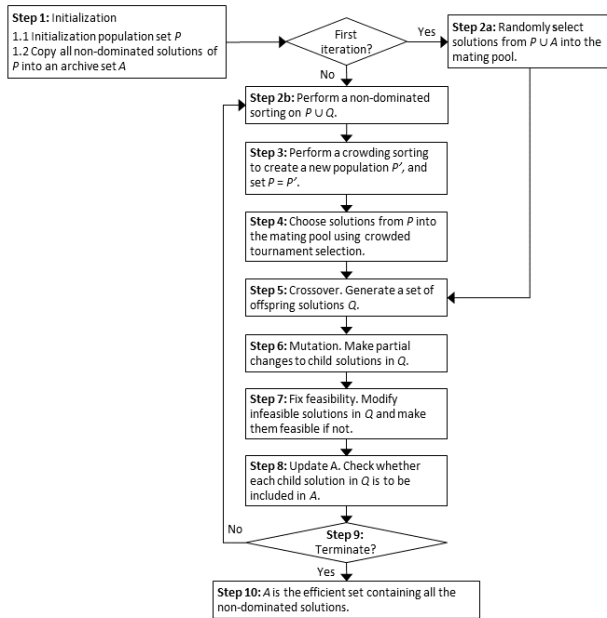 Step 1: Initialization
1.1 Initialization population set P
1.2 Copy all non-dominated solutions of
P into an archive set A
First
iteration?
Yes
Step 2a: Randomly select
solutions from P ∪ A into the
mating pool.
No
Step 2b: Perform a non-dominated
sorting on P ∪ Q.
Step 3: Perform a crowding sorting
to create a new population P′, and
set P = P′.
Step 4: Choose solutions from P into
the mating pool using crowded
tournament selection.
Step 5: Crossover. Generate a set of
offspring solutions Q.
Step 6: Mutation. Make partial
changes to child solutions in Q.
Step 7: Fix feasibility. Modify
infeasible solutions in Q and make
them feasible if not.
Step 8: Update A. Check whether
each child solution in Q is to be
included in A.
No
Step 9:
Terminate?
Yes
Step 10: A is the efficient set containing all the
non-dominated solutions.